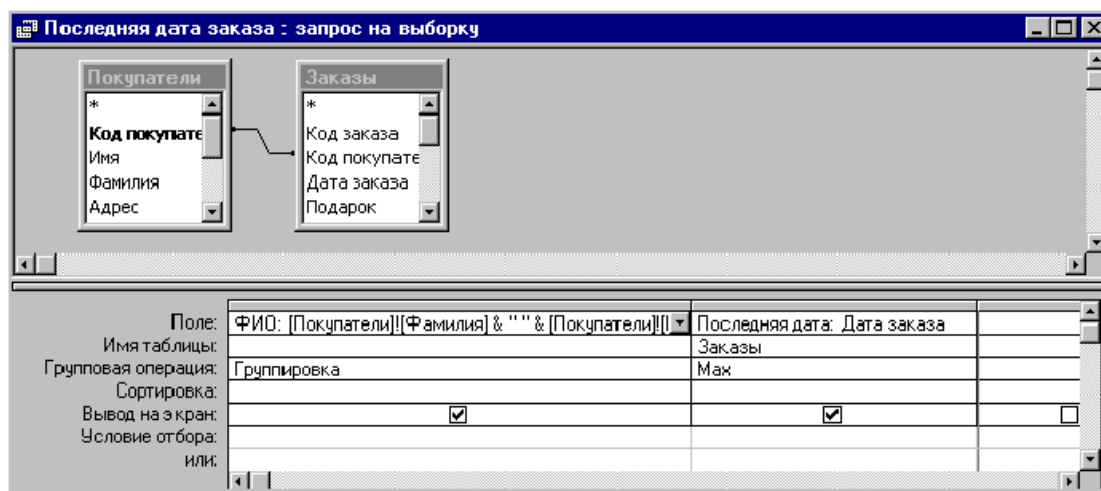 Последняя дата заказа : запрос на выборку
Покупатели
*
Код покупате
Имя
Фамилия
Адрес
Заказы
*
Код заказа
Код покупате
Дата заказа
Подарок
Поле: ФИО: [Покупатели]![Фамилия] & " " & [Покупатели]![ Последняя дата: Дата заказа
Имя таблицы: Заказы
Групповая операция: Группировка Max
Сортировка:
Вывод на экран:
Условие отбора:
или: